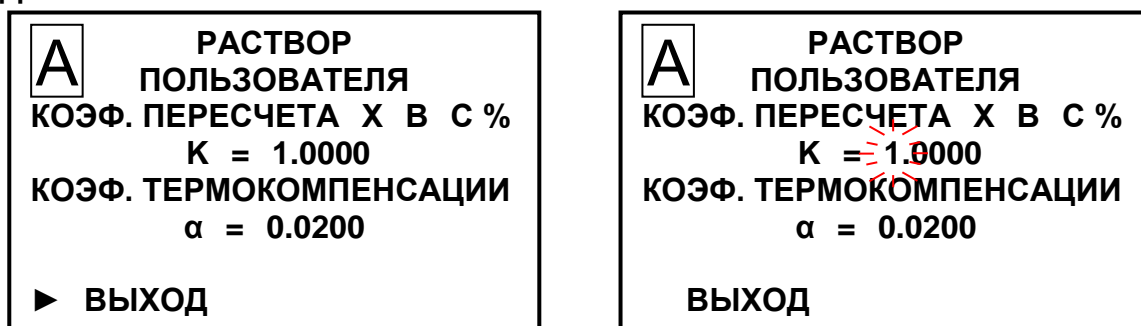 А РАСТВОР
ПОЛЬЗОВАТЕЛЯ
КОЭФ. ПЕРЕСЧЕТА Х В С %
K = 1.0000
КОЭФ. ТЕРМОКОМПЕНСАЦИИ
α = 0.0200
► ВЫХОД
А РАСТВОР
ПОЛЬЗОВАТЕЛЯ
КОЭФ. ПЕРЕСЧЕТА Х В С %
K = 1.0000
КОЭФ. ТЕРМОКОМПЕНСАЦИИ
α = 0.0200
ВЫХОД